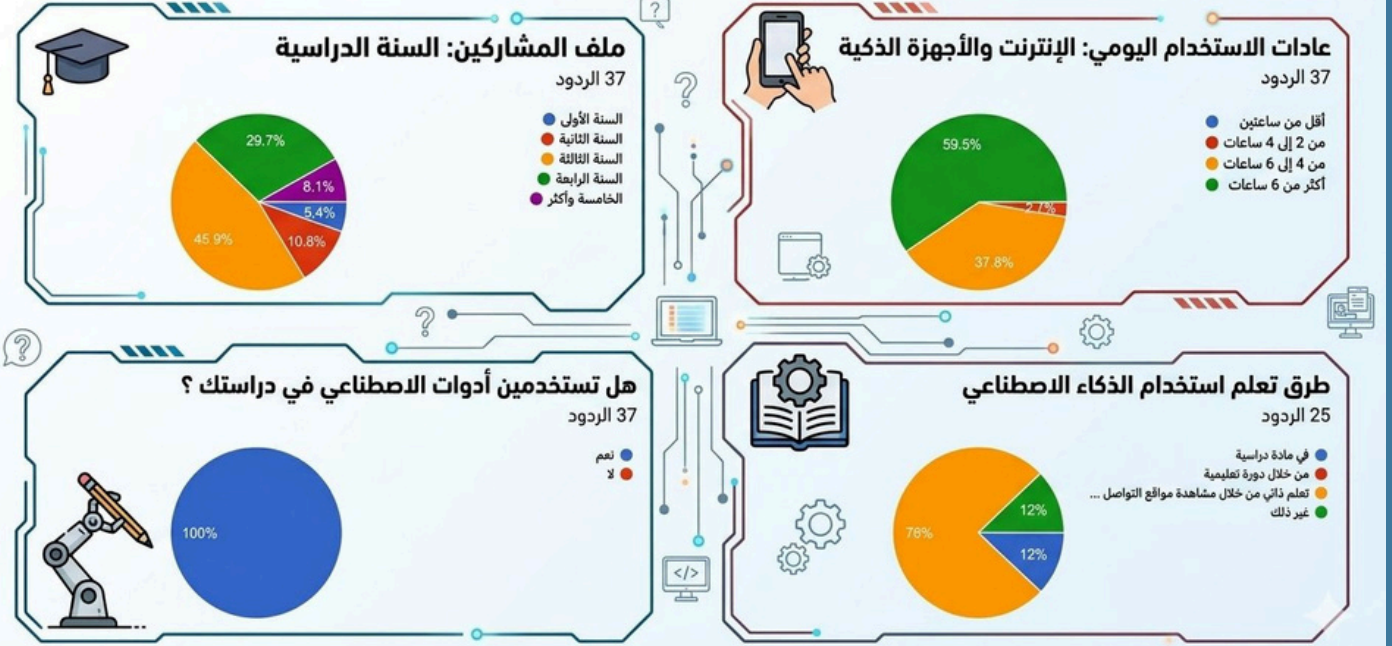 عادات الاستخدام اليومي: الإنترنت والأجهزة الذكية
37 الردود
أقل من ساعتين
من 2 إلى 4 ساعات
من 4 إلى 6 ساعات
أكثر من 6 ساعات
59.5%
2.7%
37.8%
?
ملف المشاركين: السنة الدراسية
37 الردود
السنة الأولى
السنة الثانية
السنة الثالثة
السنة الرابعة
الخامسة وأكثر
29.7%
8.1%
5.4%
10.8%
45.9%
?
?
?
طرق تعلم استخدام الذكاء الاصطناعي
25 الردود
في مادة دراسية
من خلال دورة تعليمية
تعلم ذاتي من خلال مشاهدة مواقع التواصل ...
غير ذلك
12%
76%
12%
</>
هل تستخدمين أدوات الاصطناعي في دراستك ؟
37 الردود
نعم
لا
100%